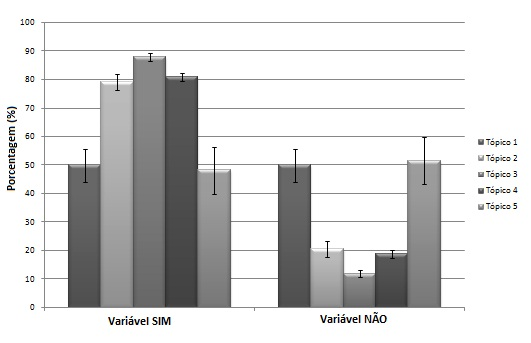 Porcentagem (%)
100
90
80
70
60
50
40
30
20
10
0
Variável SIM
Variável NÃO
Tópico 1
Tópico 2
Tópico 3
Tópico 4
Tópico 5